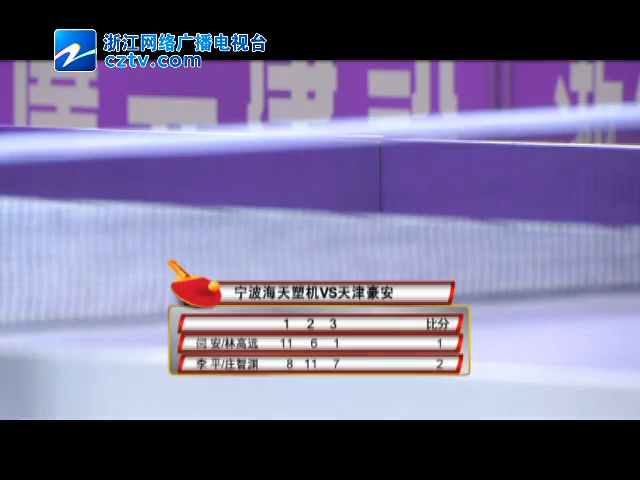 浙江网络广播电视台
cztv.com
宁波海天塑机VS天津豪安
1 2 3 比分
闫 安/林高远 11 6 1 1
李 平/庄智渊 8 11 7 2